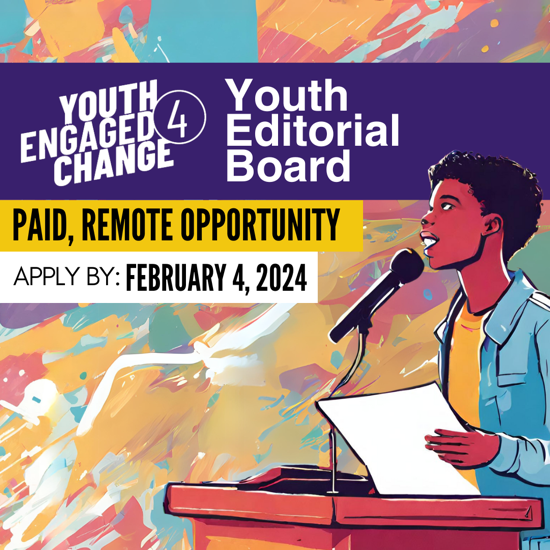 YOUTH
ENGAGED 4
CHANGE
Youth
Editorial
Board
PAID, REMOTE OPPORTUNITY
APPLY BY: FEBRUARY 4, 2024